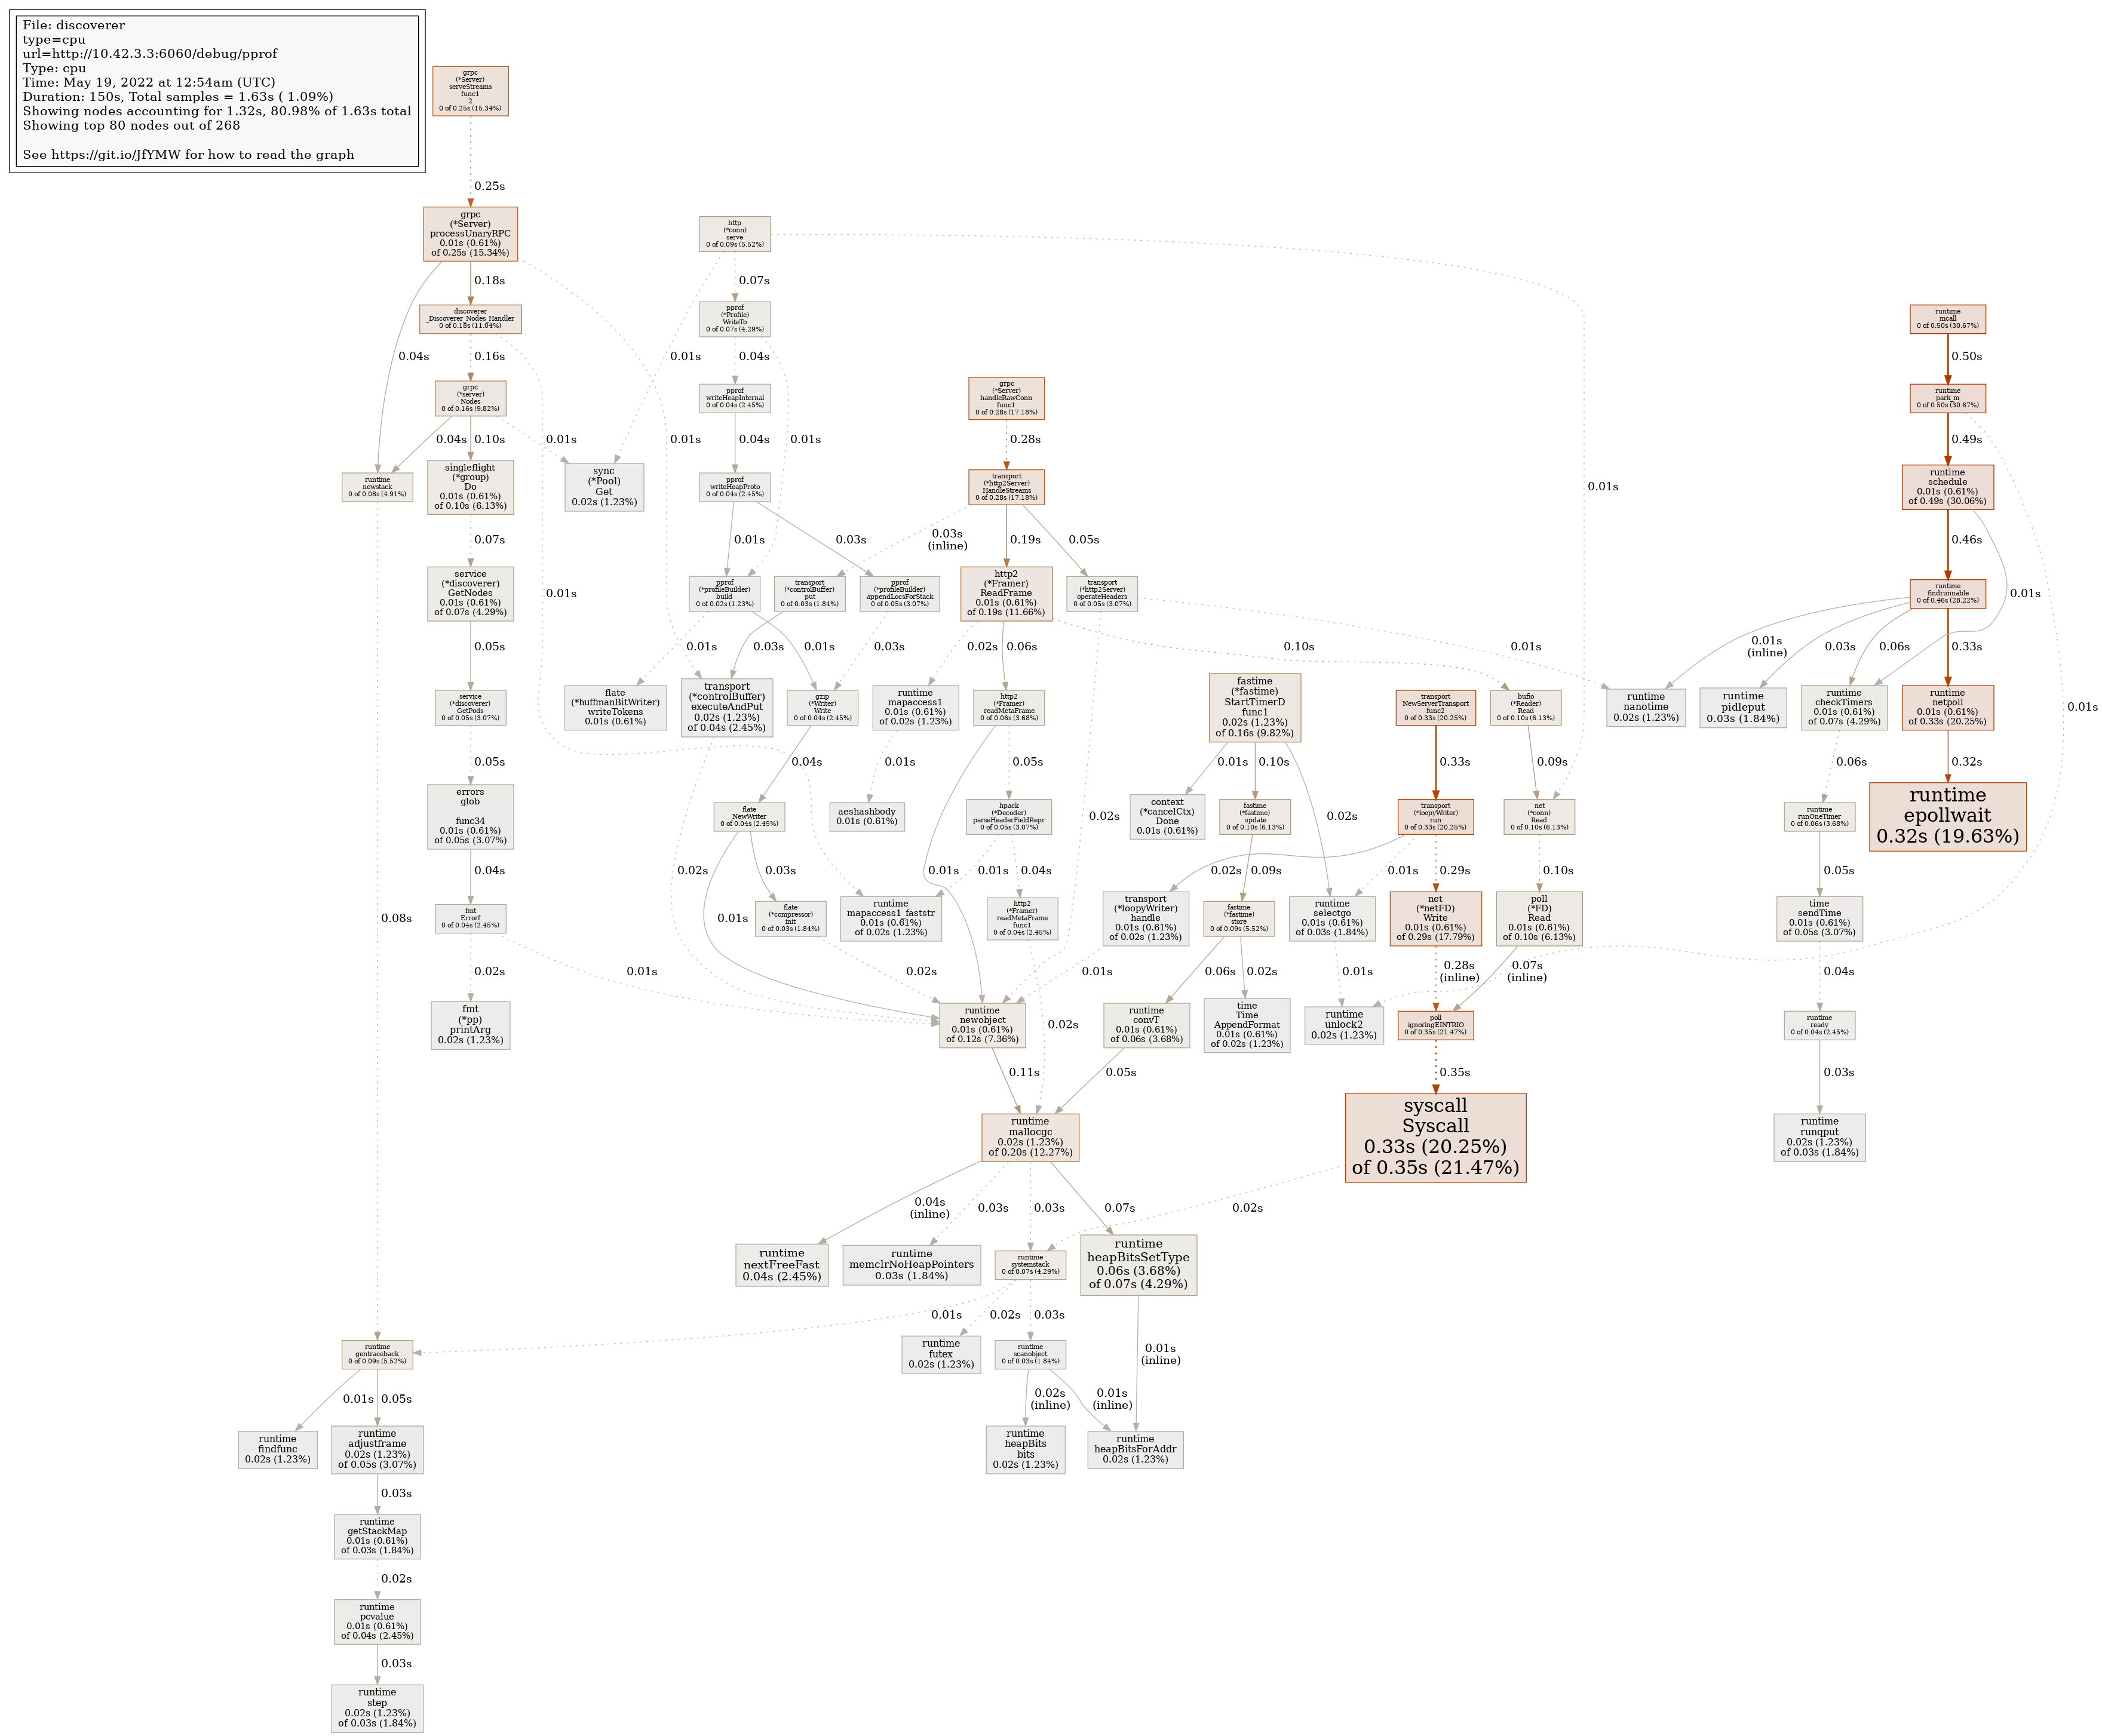 File: discoverer
type=cpu
url=http://10.42.3.3:6060/debug/pprof
Type: cpu
Time: May 19, 2022 at 12:54am (UTC)
Duration: 150s, Total samples = 1.63s ( 1.09%)
Showing nodes accounting for 1.32s, 80.98% of 1.63s total
Showing top 80 nodes out of 268
See https://git.io/JfYMW for how to read the graph
grpc
(*Server)
serveStreams
func1
2
0 of 0.25s (15.34%)
0.25s
grpc
(*Server)
processUnaryRPC
0.01s (0.61%)
of 0.25s (15.34%)
http
(*conn)
serve
0 of 0.09s (5.52%)
0.18s
0.07s
discoverer
_Discoverer_Nodes_Handler
0 of 0.18s (11.04%)
pprof
(*Profile)
WriteTo
0 of 0.07s (4.29%)
runtime
mcall
0 of 0.50s (30.67%)
0.04s
0.16s
0.01s
0.04s
0.50s
grpc
(*server)
Nodes
0 of 0.16s (9.82%)
pprof
writeHeapInternal
0 of 0.04s (2.45%)
grpc
(*Server)
handleRawConn
func1
0 of 0.28s (17.18%)
runtime
park_m
0 of 0.50s (30.67%)
0.04s
0.10s
0.01s
0.01s
0.04s
0.01s
0.28s
0.49s
runtime
newstack
0 of 0.08s (4.91%)
singleflight
(*group)
Do
0.01s (0.61%)
of 0.10s (6.13%)
sync
(*Pool)
Get
0.02s (1.23%)
pprof
writeHeapProto
0 of 0.04s (2.45%)
transport
(*http2Server)
HandleStreams
0 of 0.28s (17.18%)
0.01s
runtime
schedule
0.01s (0.61%)
of 0.49s (30.06%)
0.07s
0.01s
0.03s
0.03s
(inline)
0.19s
0.05s
0.46s
service
(*discoverer)
GetNodes
0.01s (0.61%)
of 0.07s (4.29%)
0.01s
pprof
(*profileBuilder)
build
0 of 0.02s (1.23%)
transport
(*controlBuffer)
put
0 of 0.03s (1.84%)
pprof
(*profileBuilder)
appendLocsForStack
0 of 0.05s (3.07%)
http2
(*Framer)
ReadFrame
0.01s (0.61%)
of 0.19s (11.66%)
transport
(*http2Server)
operateHeaders
0 of 0.05s (3.07%)
runtime
findrunnable
0 of 0.46s (28.22%)
0.01s
0.05s
0.01s
0.03s
0.01s
0.03s
0.02s
0.06s
0.10s
0.01s
0.01s
(inline)
0.03s
0.06s
0.33s
service
(*discoverer)
GetPods
0 of 0.05s (3.07%)
flate
(*huffmanBitWriter)
writeTokens
0.01s (0.61%)
transport
(*controlBuffer)
executeAndPut
0.02s (1.23%)
of 0.04s (2.45%)
gzip
(*Writer)
Write
0 of 0.04s (2.45%)
runtime
mapaccess1
0.01s (0.61%)
of 0.02s (1.23%)
http2
(*Framer)
readMetaFrame
0 of 0.06s (3.68%)
fastime
(*fastime)
StartTimerD
func1
0.02s (1.23%)
of 0.16s (9.82%)
transport
NewServerTransport
func2
0 of 0.33s (20.25%)
bufio
(*Reader)
Read
0 of 0.10s (6.13%)
runtime
nanotime
0.02s (1.23%)
runtime
pidleput
0.03s (1.84%)
runtime
checkTimers
0.01s (0.61%)
of 0.07s (4.29%)
runtime
netpoll
0.01s (0.61%)
of 0.33s (20.25%)
0.01s
0.05s
0.04s
0.01s
0.05s
0.01s
0.10s
0.33s
0.09s
0.06s
0.32s
errors
glob
func34
0.01s (0.61%)
of 0.05s (3.07%)
flate
NewWriter
0 of 0.04s (2.45%)
aeshashbody
0.01s (0.61%)
hpack
(*Decoder)
parseHeaderFieldRepr
0 of 0.05s (3.07%)
0.02s
context
(*cancelCtx)
Done
0.01s (0.61%)
fastime
(*fastime)
update
0 of 0.10s (6.13%)
0.02s
transport
(*loopyWriter)
run
0 of 0.33s (20.25%)
net
(*conn)
Read
0 of 0.10s (6.13%)
runtime
runOneTimer
0 of 0.06s (3.68%)
runtime
epollwait
0.32s (19.63%)
0.04s
0.02s
0.03s
0.01s
0.01s
0.04s
0.02s
0.09s
0.01s
0.29s
0.10s
0.05s
fmt
Errorf
0 of 0.04s (2.45%)
0.08s
0.01s
flate
(*compressor)
init
0 of 0.03s (1.84%)
runtime
mapaccess1_faststr
0.01s (0.61%)
of 0.02s (1.23%)
http2
(*Framer)
readMetaFrame
func1
0 of 0.04s (2.45%)
transport
(*loopyWriter)
handle
0.01s (0.61%)
of 0.02s (1.23%)
fastime
(*fastime)
store
0 of 0.09s (5.52%)
runtime
selectgo
0.01s (0.61%)
of 0.03s (1.84%)
net
(*netFD)
Write
0.01s (0.61%)
of 0.29s (17.79%)
poll
(*FD)
Read
0.01s (0.61%)
of 0.10s (6.13%)
time
sendTime
0.01s (0.61%)
of 0.05s (3.07%)
0.02s
0.01s
0.02s
0.01s
0.06s
0.02s
0.01s
0.28s
(inline)
0.07s
(inline)
0.04s
fmt
(*pp)
printArg
0.02s (1.23%)
runtime
newobject
0.01s (0.61%)
of 0.12s (7.36%)
0.02s
runtime
convT
0.01s (0.61%)
of 0.06s (3.68%)
time
Time
AppendFormat
0.01s (0.61%)
of 0.02s (1.23%)
runtime
unlock2
0.02s (1.23%)
poll
ignoringEINTRIO
0 of 0.35s (21.47%)
runtime
ready
0 of 0.04s (2.45%)
0.11s
0.05s
0.35s
0.03s
runtime
mallocgc
0.02s (1.23%)
of 0.20s (12.27%)
syscall
Syscall
0.33s (20.25%)
of 0.35s (21.47%)
runtime
runqput
0.02s (1.23%)
of 0.03s (1.84%)
0.04s
(inline)
0.03s
0.03s
0.07s
0.02s
runtime
nextFreeFast
0.04s (2.45%)
runtime
memclrNoHeapPointers
0.03s (1.84%)
runtime
systemstack
0 of 0.07s (4.29%)
runtime
heapBitsSetType
0.06s (3.68%)
of 0.07s (4.29%)
0.01s
0.02s
0.03s
runtime
gentraceback
0 of 0.09s (5.52%)
runtime
futex
0.02s (1.23%)
runtime
scanobject
0 of 0.03s (1.84%)
0.01s
(inline)
0.01s
0.05s
0.02s
(inline)
0.01s
(inline)
runtime
findfunc
0.02s (1.23%)
runtime
adjustframe
0.02s (1.23%)
of 0.05s (3.07%)
runtime
heapBits
bits
0.02s (1.23%)
runtime
heapBitsForAddr
0.02s (1.23%)
0.03s
runtime
getStackMap
0.01s (0.61%)
of 0.03s (1.84%)
0.02s
runtime
pcvalue
0.01s (0.61%)
of 0.04s (2.45%)
0.03s
runtime
step
0.02s (1.23%)
of 0.03s (1.84%)